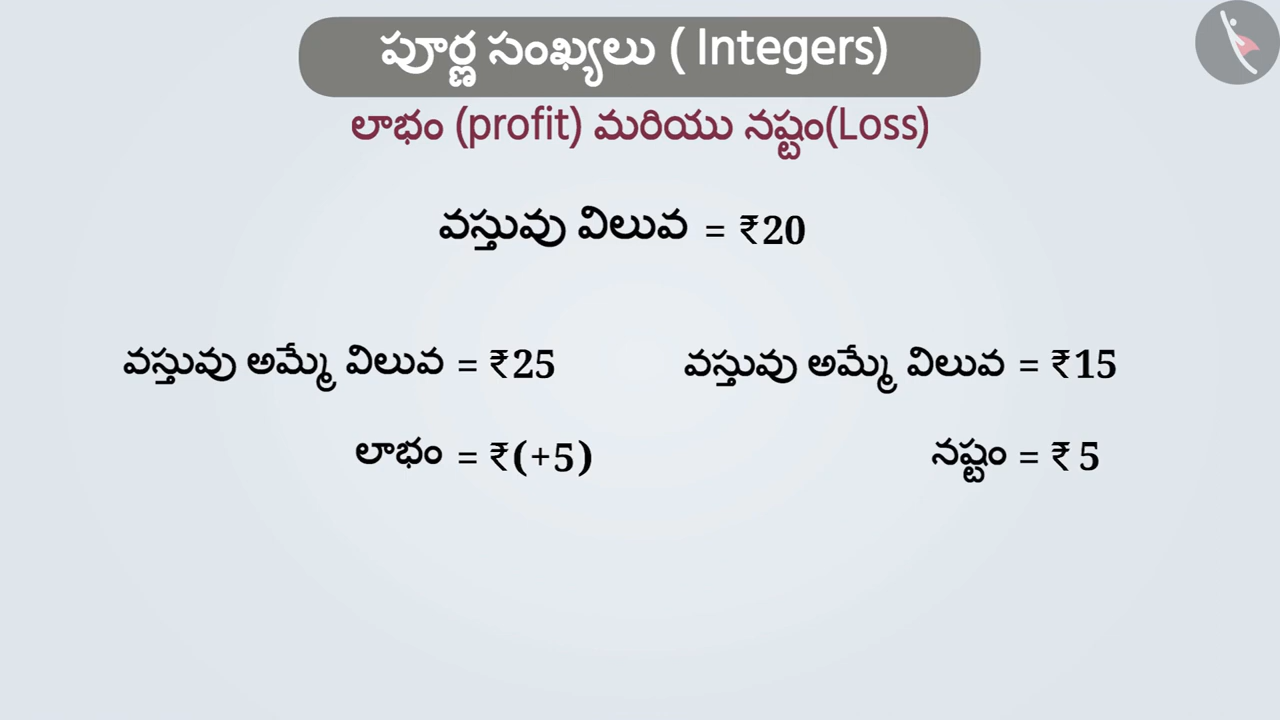 పూర్ణ సంఖ్యలు ( Integers)
లాభం (profit) మరియు నష్టం(Loss)
వస్తువు విలువ = ₹20
వస్తువు అమ్మే విలువ = ₹25
వస్తువు అమ్మే విలువ = ₹15
లాభం = ₹(+5)
నష్టం = ₹ 5